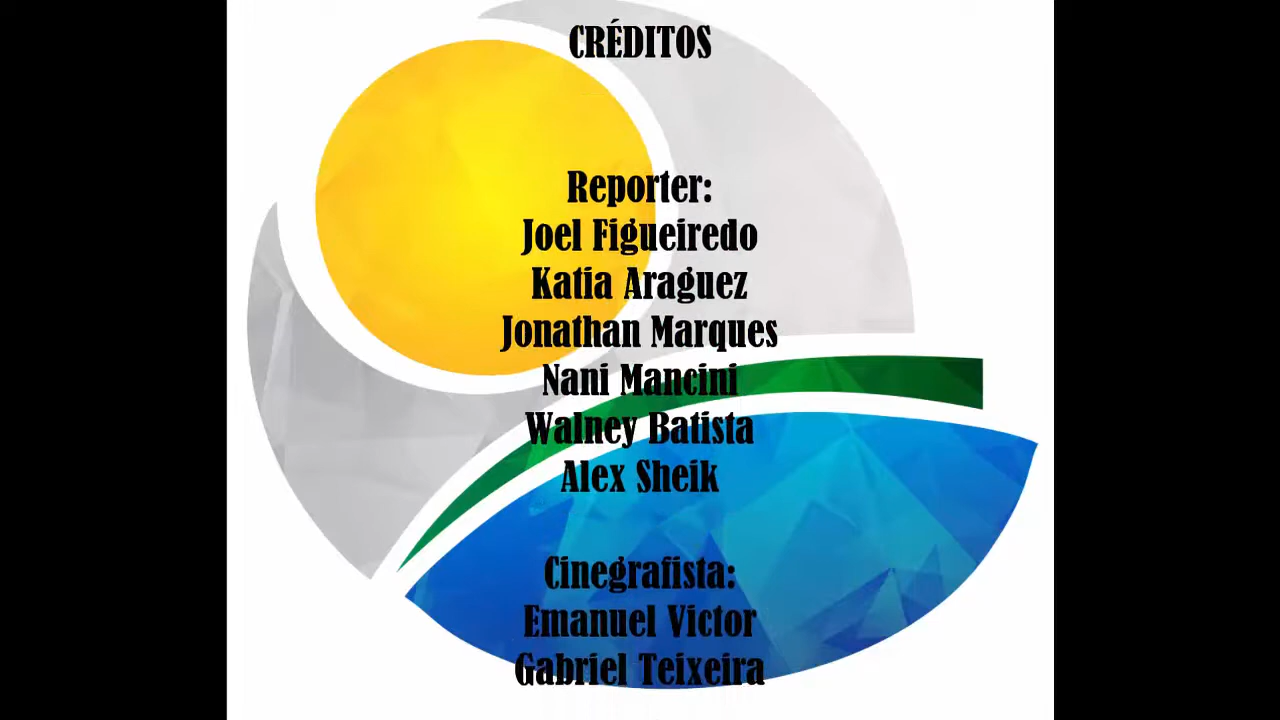 CRÉDITOS
Reporter:
Joel Figueiredo
Katia Araguez
Jonathan Marques
Nani Mancini
Walney Batista
Alex Sheik
Cinegrafista:
Emanuel Victor
Gabriel Teixeira